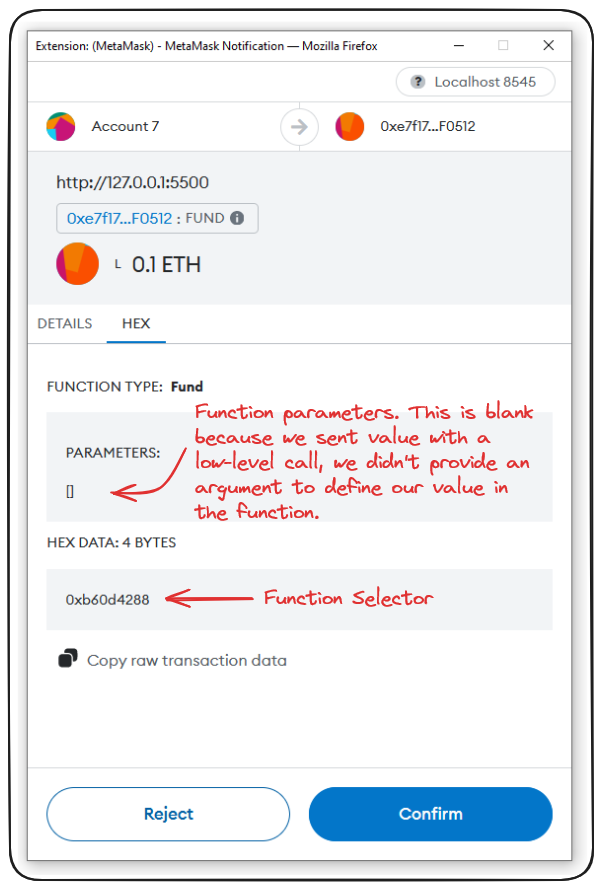 Extension: (MetaMask) - MetaMask Notification — Mozilla Firefox
? Localhost 8545
Account 7
0xe7f17...F0512
http://127.0.0.1:5500
0xe7f17...F0512 : FUND
L 0.1 ETH
DETAILS
HEX
FUNCTION TYPE: Fund
Function parameters. This is blank
because we sent value with a
low-level call, we didn't provide an
argument to define our value in
the function.
PARAMETERS:
[]
HEX DATA: 4 BYTES
0xb60d4288
Function Selector
Copy raw transaction data
Reject
Confirm